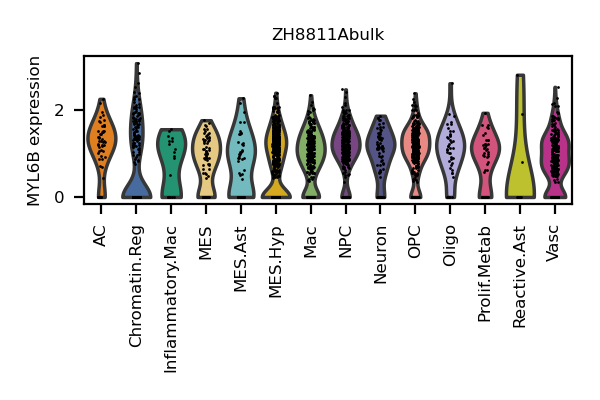 ZH8811Abulk
MYL6B expression
2
0
AC
Chromatin.Reg
Inflammatory.Mac
MES
MES.Ast
MES.Hyp
Mac
NPC
Neuron
OPC
Oligo
Prolif.Metab
Reactive.Ast
Vasc